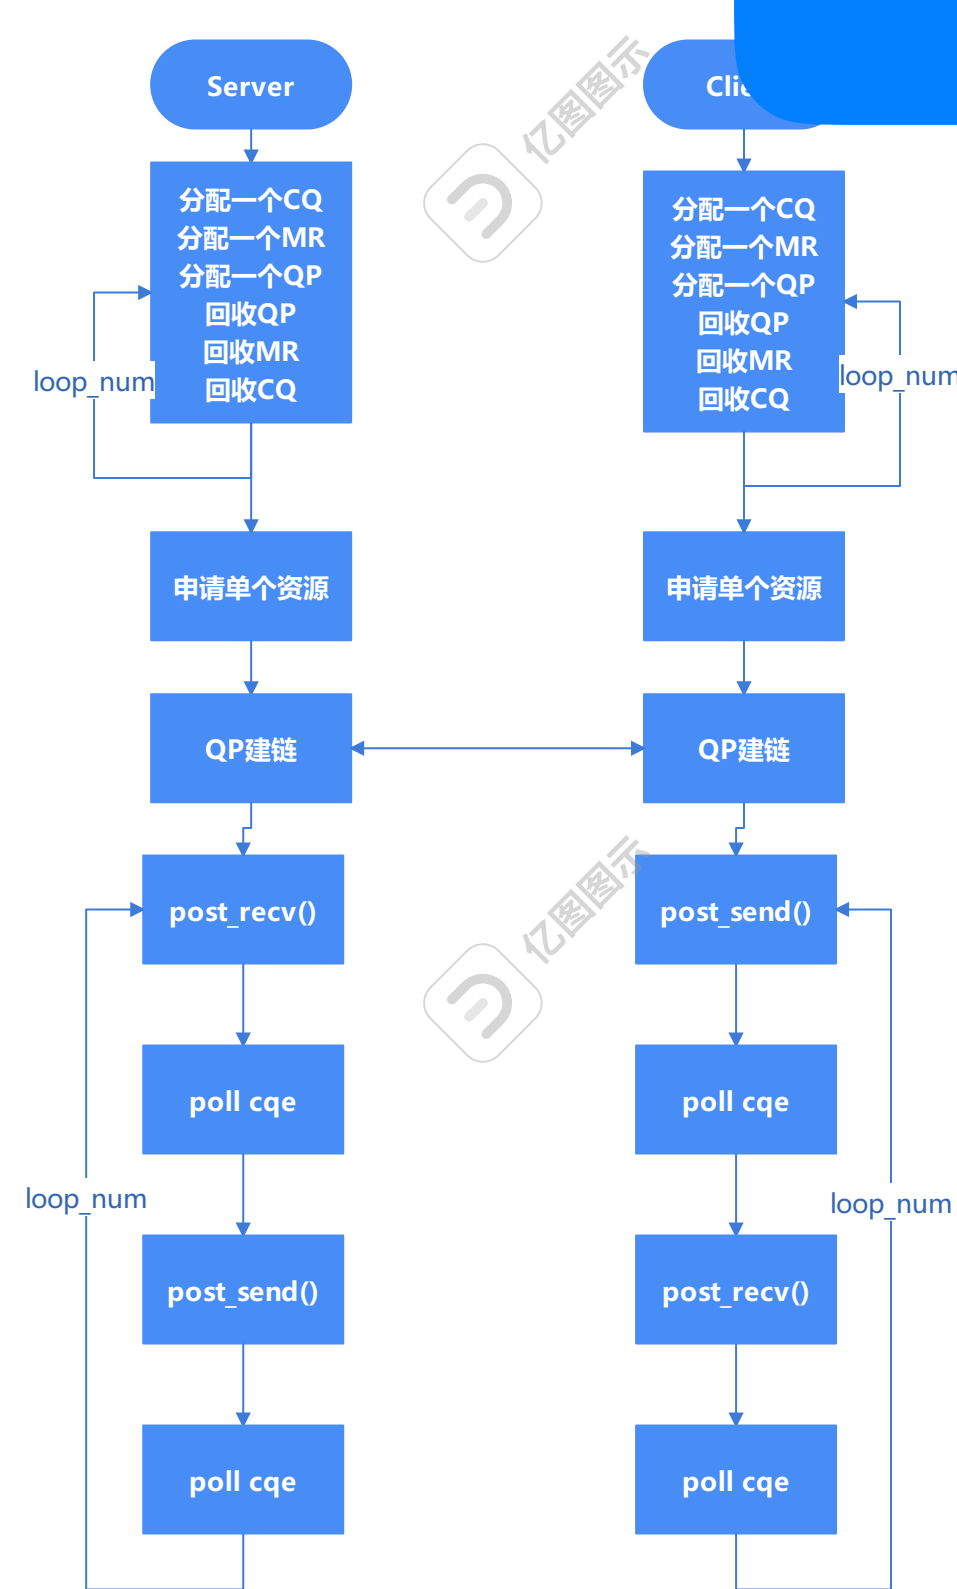 Server
分配一个CQ
分配一个MR
分配一个QP
回收QP
回收MR
回收CQ
loop_num
申请单个资源
QP建链
post_recv()
poll cqe
loop_num
post_send()
poll cqe
亿图图示
亿图图示
分配一个CQ
分配一个MR
分配一个QP
回收QP
回收MR
回收CQ
loop_num
申请单个资源
QP建链
post_send()
poll cqe
loop_num
post_recv()
poll cqe